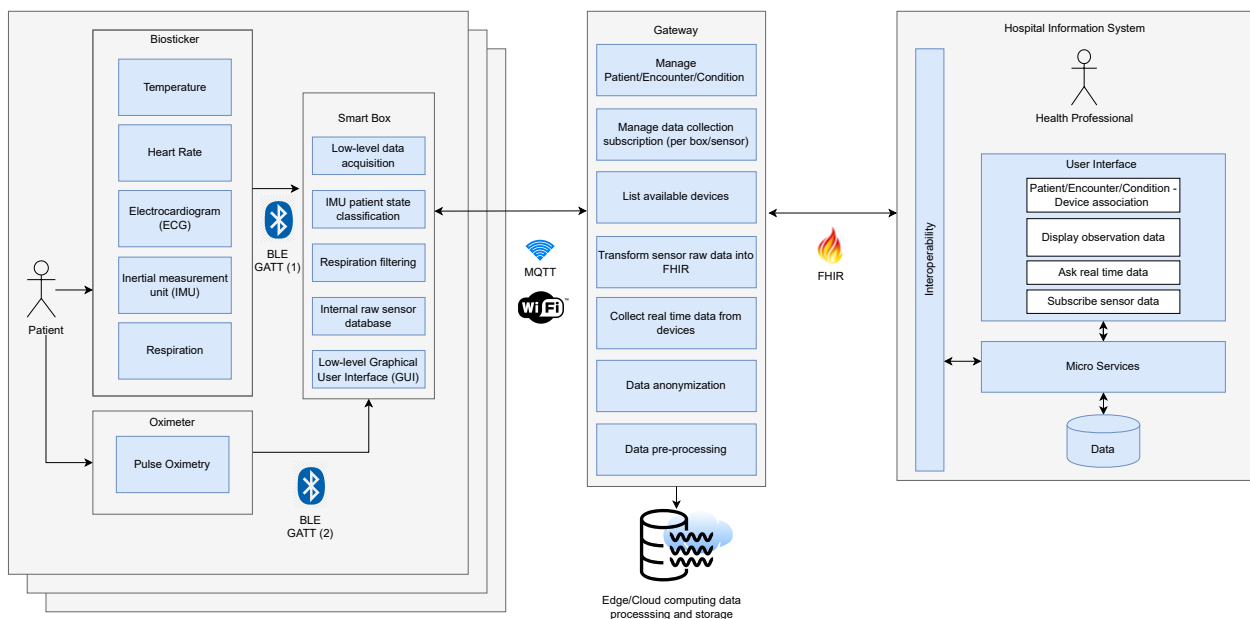 Biosticker
Temperature
Heart Rate
Electrocardiogram
(ECG)
Inertial measurement
unit (IMU)
Respiration
Patient
Oximeter
Pulse Oximetry
BLE
GATT (1)
BLE
GATT (2)
Smart Box
Low-level data
acquisition
IMU patient state
classification
Respiration filtering
Internal raw sensor
database
Low-level Graphical
User Interface (GUI)
MQTT
Wi Fi™
Gateway
Manage
Patient/Encounter/Condition
Manage data collection
subscription (per box/sensor)
List available devices
Transform sensor raw data into
FHIR
Collect real time data from
devices
Data anonymization
Data pre-processing
Edge/Cloud computing data
processsing and storage
FHIR
Hospital Information System
Health Professional
Interoperability
User Interface
Patient/Encounter/Condition -
Device association
Display observation data
Ask real time data
Subscribe sensor data
Micro Services
Data